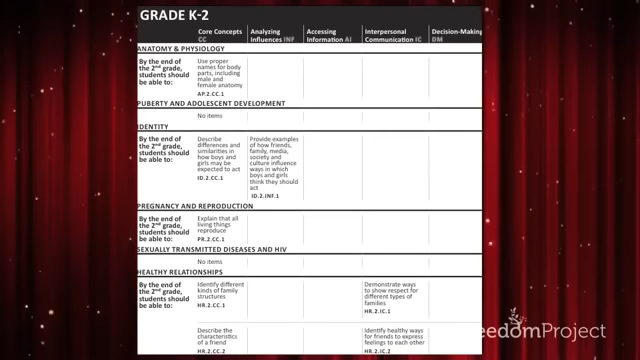 GRADE K-2
Core Concepts CC
Analyzing Influences INF
Accessing Information AI
Interpersonal Communication IC
Decision-Making DM
ANATOMY & PHYSIOLOGY
By the end of the 2nd grade, students should be able to:
Use proper names for body parts, including male and female anatomy
AP.2.CC.1
PUBERTY AND ADOLESCENT DEVELOPMENT
No items
IDENTITY
By the end of the 2nd grade, students should be able to:
Describe differences and similarities in how boys and girls may be expected to act
ID.2.CC.1
Provide examples of how friends, family, media, society and culture influence ways in which boys and girls think they should act
ID.2.INF.1
PREGNANCY AND REPRODUCTION
By the end of the 2nd grade, students should be able to:
Explain that all living things reproduce
PR.2.CC.1
SEXUALLY TRANSMITTED DISEASES AND HIV
No items
HEALTHY RELATIONSHIPS
By the end of the 2nd grade, students should be able to:
Identify different kinds of family structures
HR.2.CC.1
Demonstrate ways to show respect for different types of families
HR.2.IC.1
Describe the characteristics of a friend
HR.2.CC.2
Identify healthy ways for friends to express feelings to each other
HR.2.IC.2
eedomProject